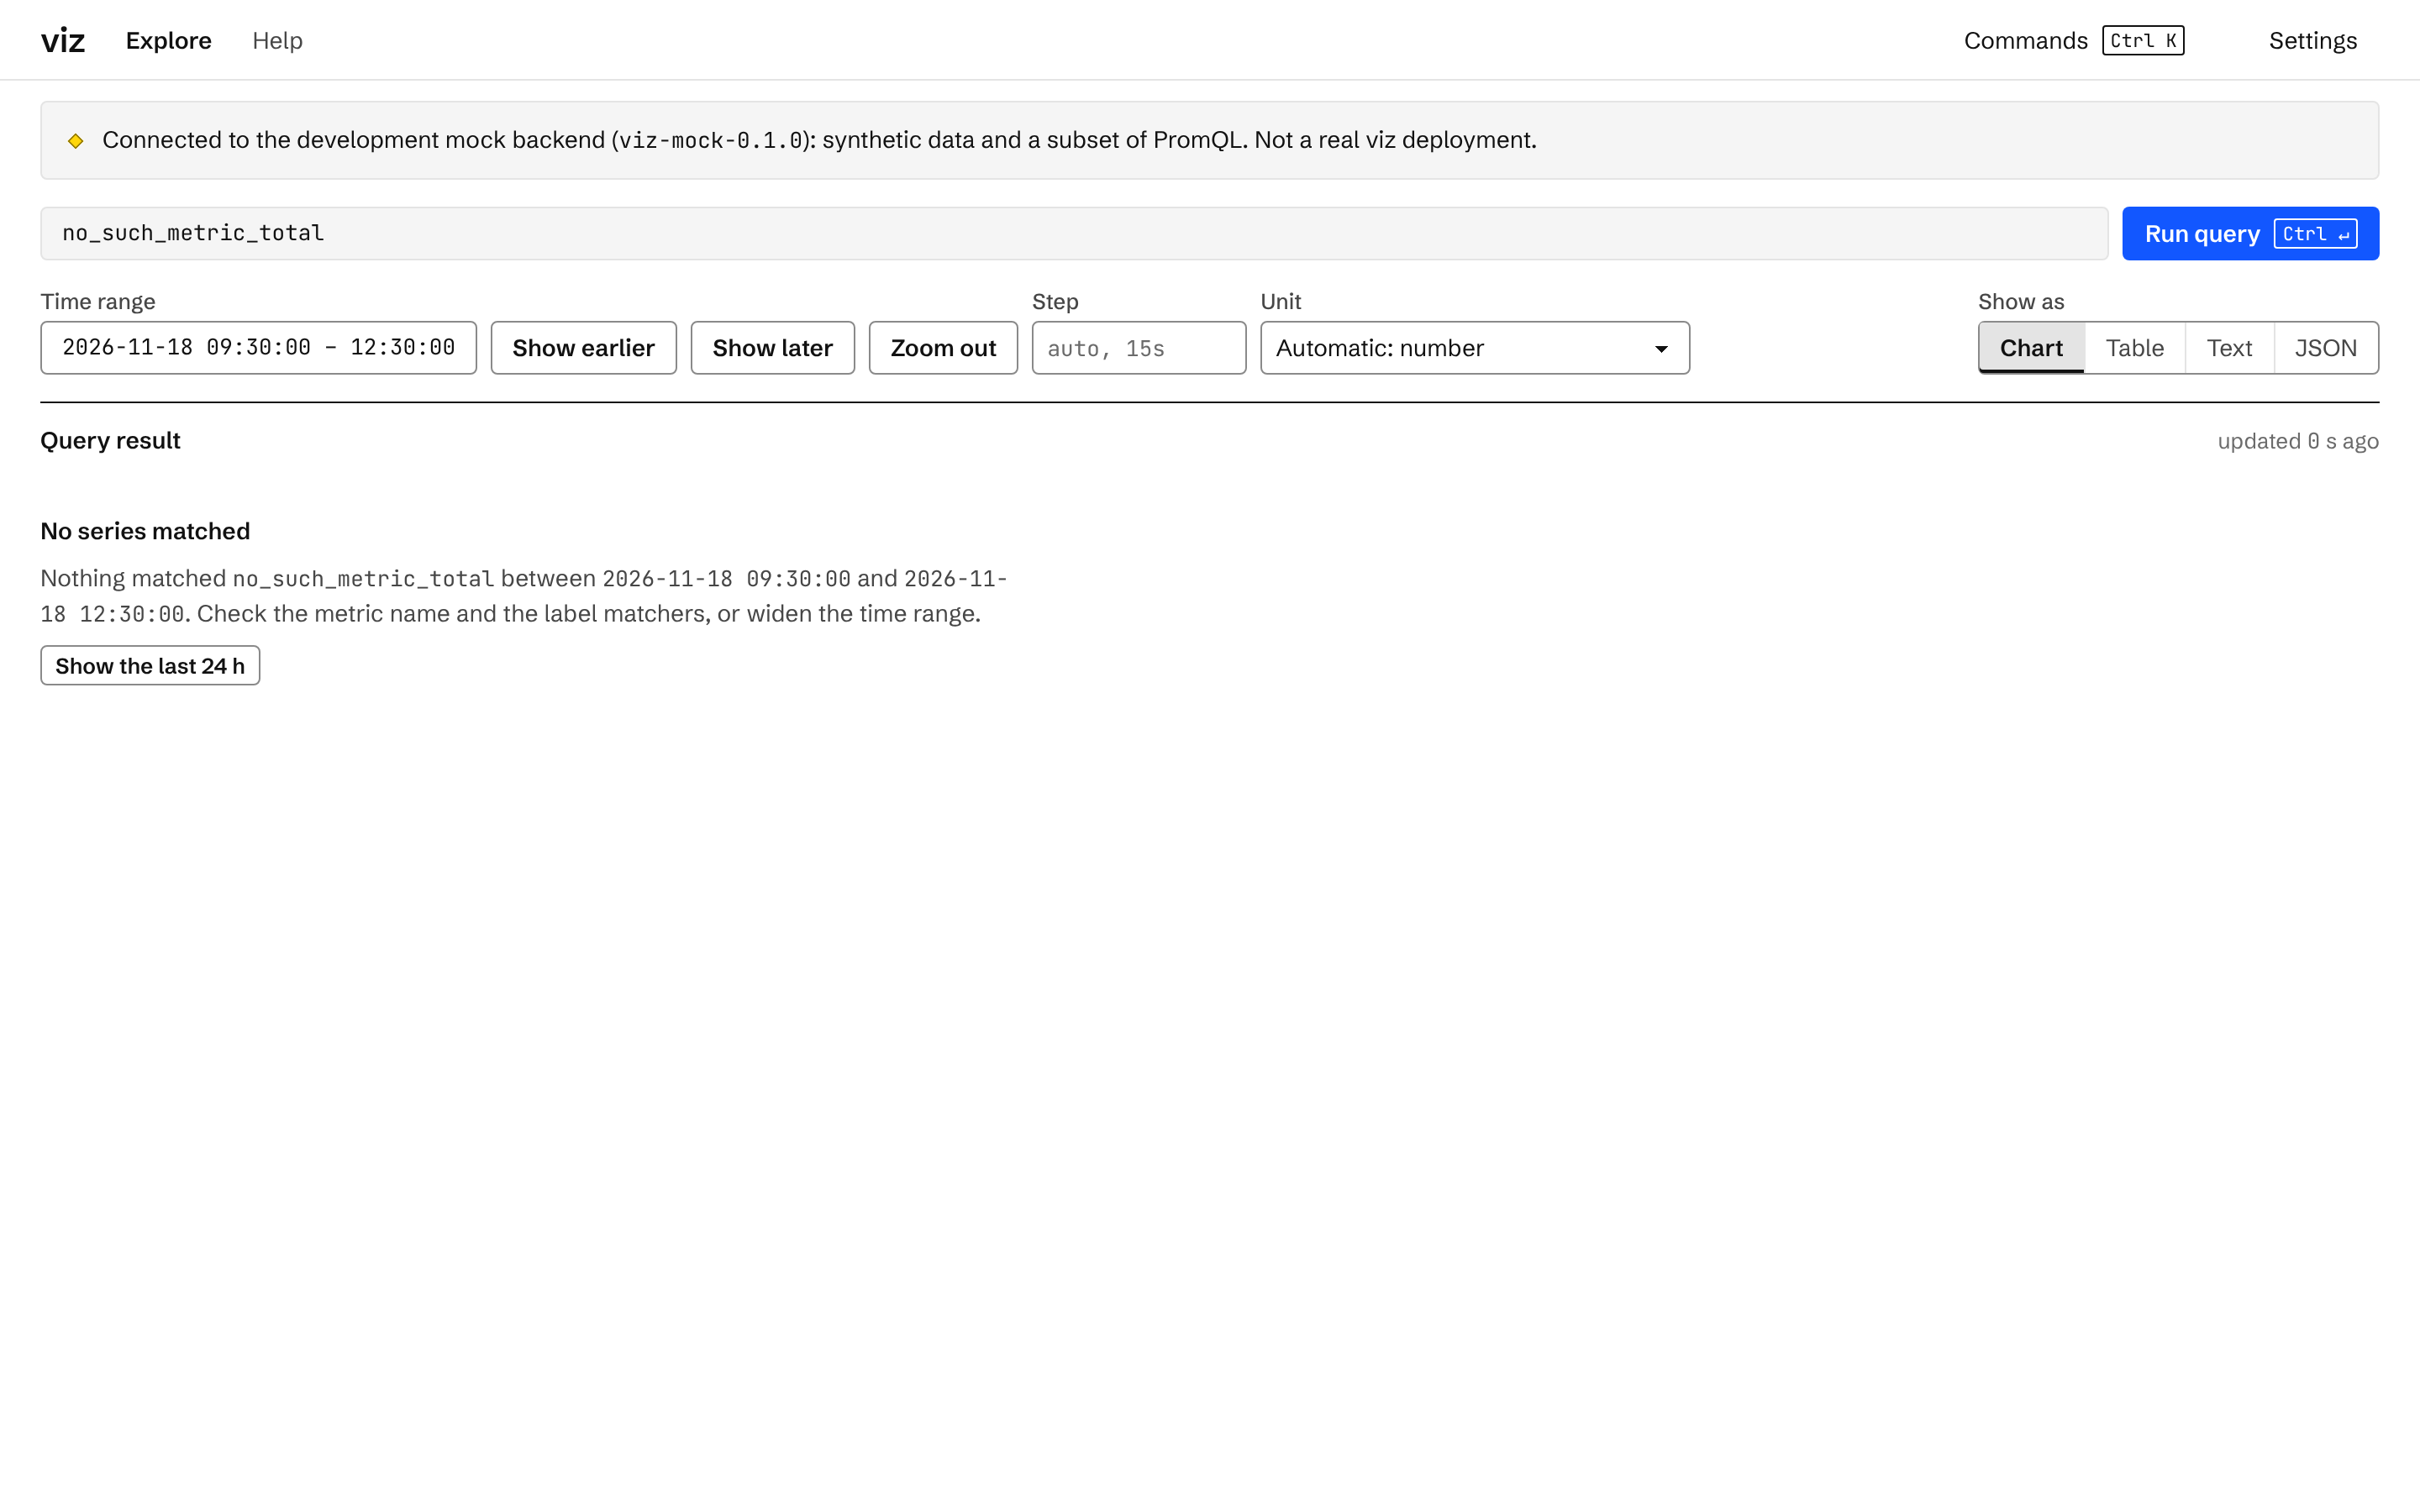 viz Explore Help Commands Ctrl K Settings
Connected to the development mock backend (viz-mock-0.1.0): synthetic data and a subset of PromQL. Not a real viz deployment.
no_such_metric_total Run query Ctrl ↵
Time range Step Unit Show as
2026-11-18 09:30:00 – 12:30:00 Show earlier Show later Zoom out auto, 15s Automatic: number Chart Table Text JSON
Query result updated 0 s ago
No series matched
Nothing matched no_such_metric_total between 2026-11-18 09:30:00 and 2026-11-
18 12:30:00. Check the metric name and the label matchers, or widen the time range.
Show the last 24 h